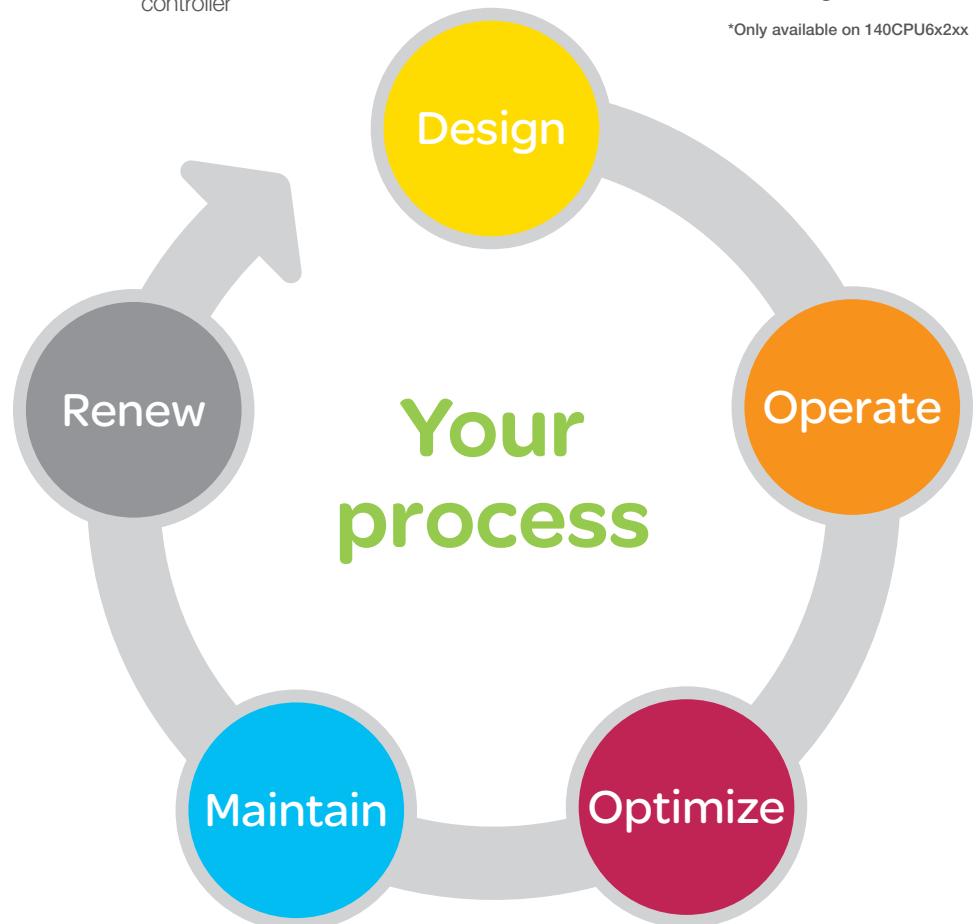 controller
*Only available on 140CPU6x2xx
Design
Operate
Renew
Your
process
Maintain
Optimize